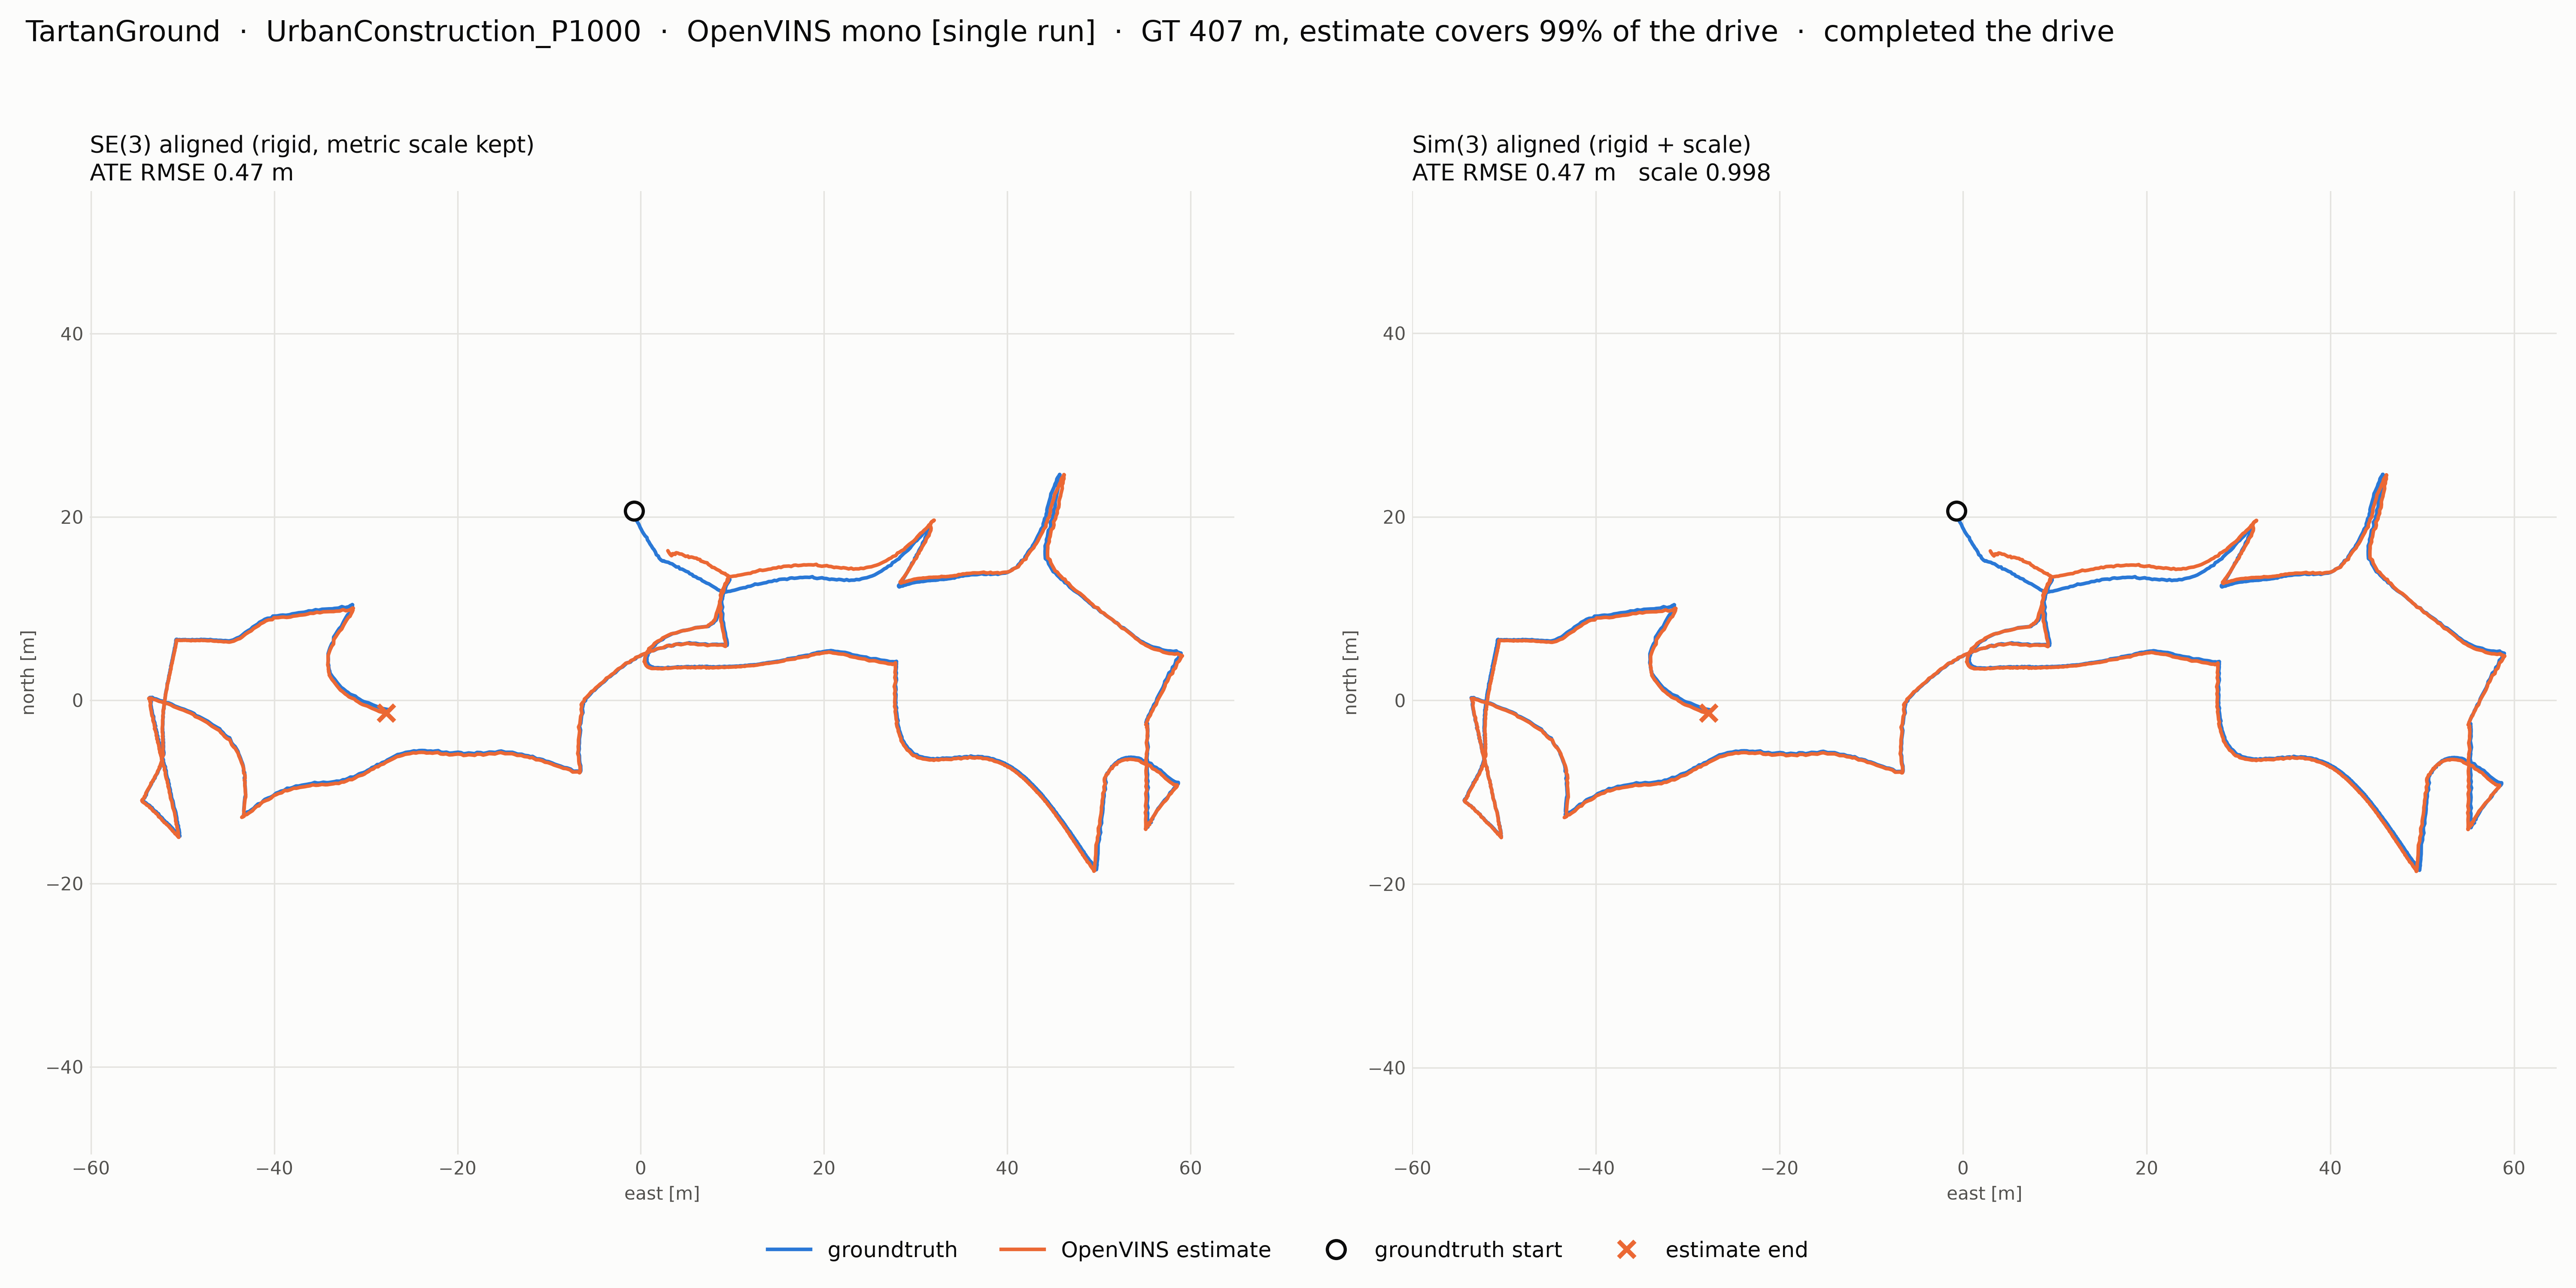 TartanGround · UrbanConstruction_P1000 · OpenVINS mono [single run] · GT 407 m, estimate covers 99% of the drive · completed the drive
SE(3) aligned (rigid, metric scale kept)
ATE RMSE 0.47 m
40
20
0
−20
−40
north [m]
−60
−40
−20
0
20
40
60
east [m]
Sim(3) aligned (rigid + scale)
ATE RMSE 0.47 m scale 0.998
40
20
0
−20
−40
north [m]
−60
−40
−20
0
20
40
60
east [m]
groundtruth
OpenVINS estimate
groundtruth start
estimate end